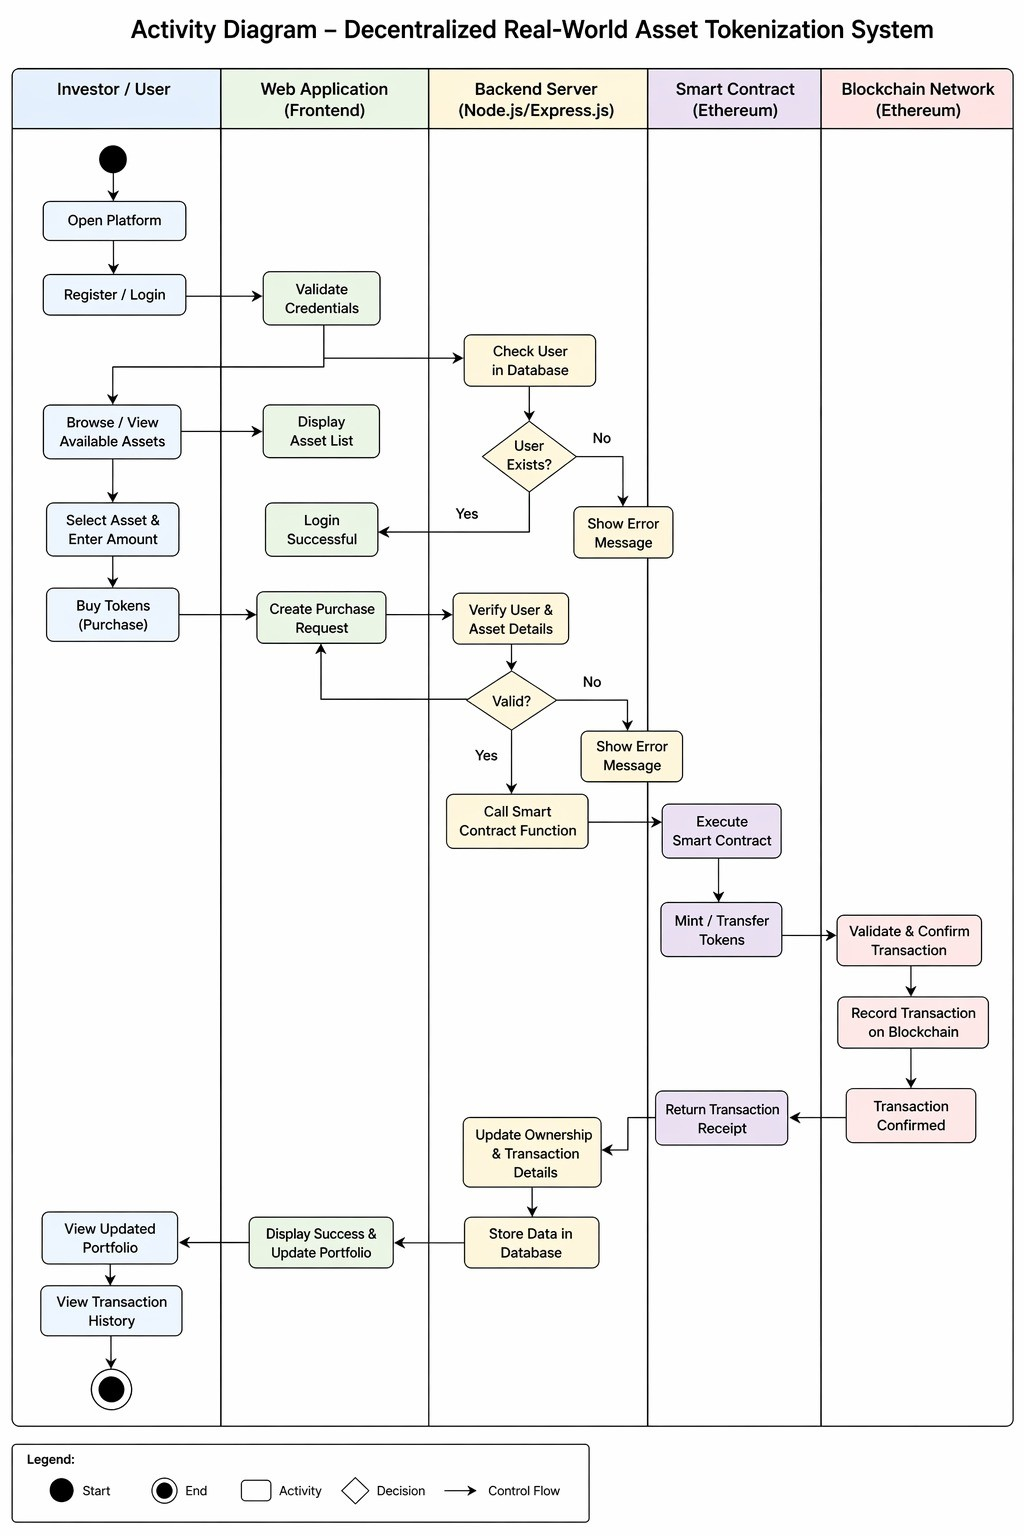 Activity Diagram – Decentralized Real-World Asset Tokenization System
Investor / User
Web Application
(Frontend)
Backend Server
(Node.js/Express.js)
Smart Contract
(Ethereum)
Blockchain Network
(Ethereum)
Open Platform
Register / Login
Validate
Credentials
Check User
in Database
Browse / View
Available Assets
Display
Asset List
User
Exists?
No
Yes
Show Error
Message
Login
Successful
Select Asset &
Enter Amount
Buy Tokens
(Purchase)
Create Purchase
Request
Verify User &
Asset Details
Valid?
No
Yes
Show Error
Message
Call Smart
Contract Function
Execute
Smart Contract
Mint / Transfer
Tokens
Validate & Confirm
Transaction
Record Transaction
on Blockchain
Transaction
Confirmed
Return Transaction
Receipt
Update Ownership
& Transaction
Details
Store Data in
Database
Display Success &
Update Portfolio
View Updated
Portfolio
View Transaction
History
Legend:
Start
End
Activity
Decision
Control Flow